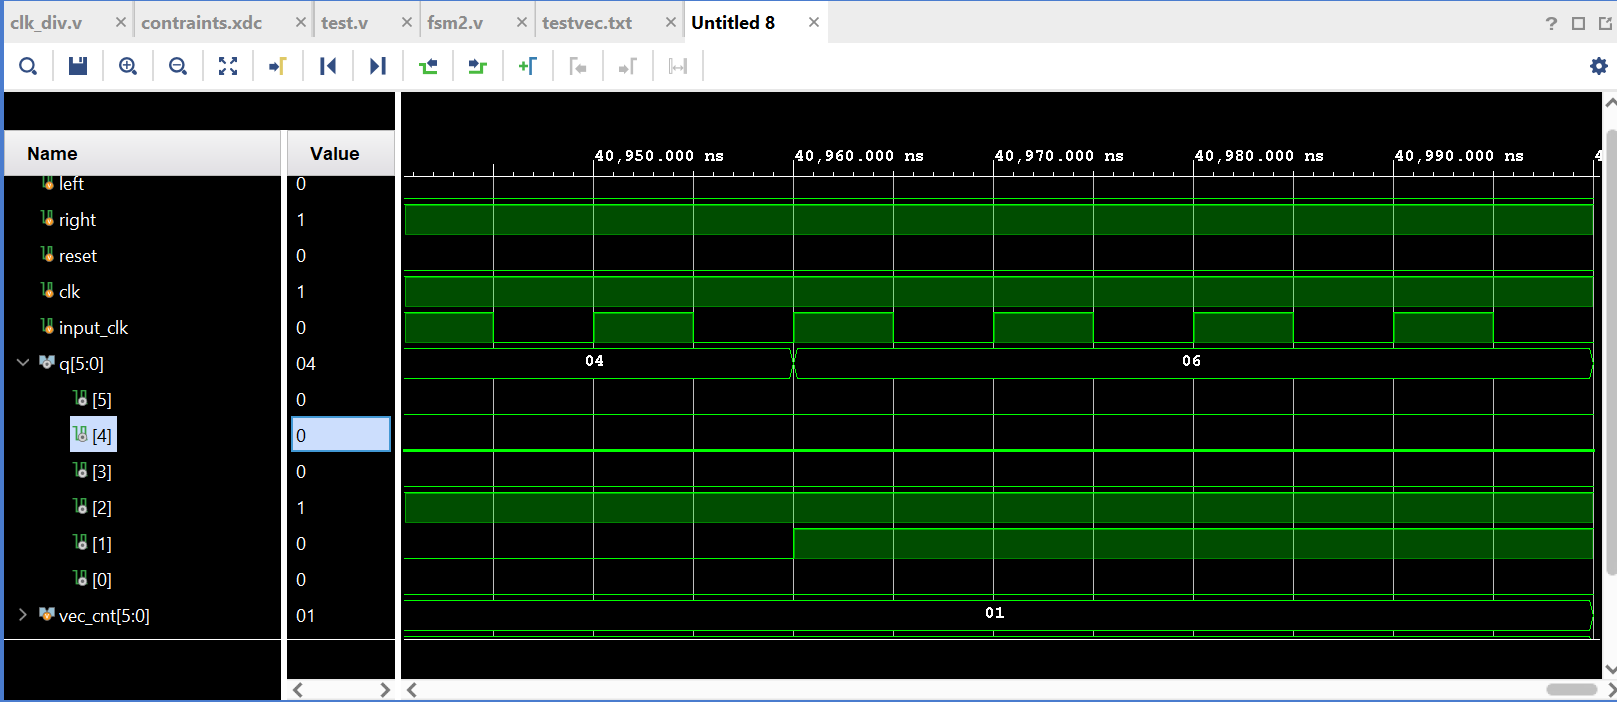 clk_div.v × contraints.xdc × test.v × fsm2.v × testvec.txt × Untitled 8 × ?
Name Value
40,950.000 ns 40,960.000 ns 40,970.000 ns 40,980.000 ns 40,990.000 ns
left 0
right 1
reset 0
clk 1
input_clk 0
q[5:0] 04 04 06
[5] 0
[4] 0
[3] 0
[2] 1
[1] 0
[0] 0
vec_cnt[5:0] 01 01